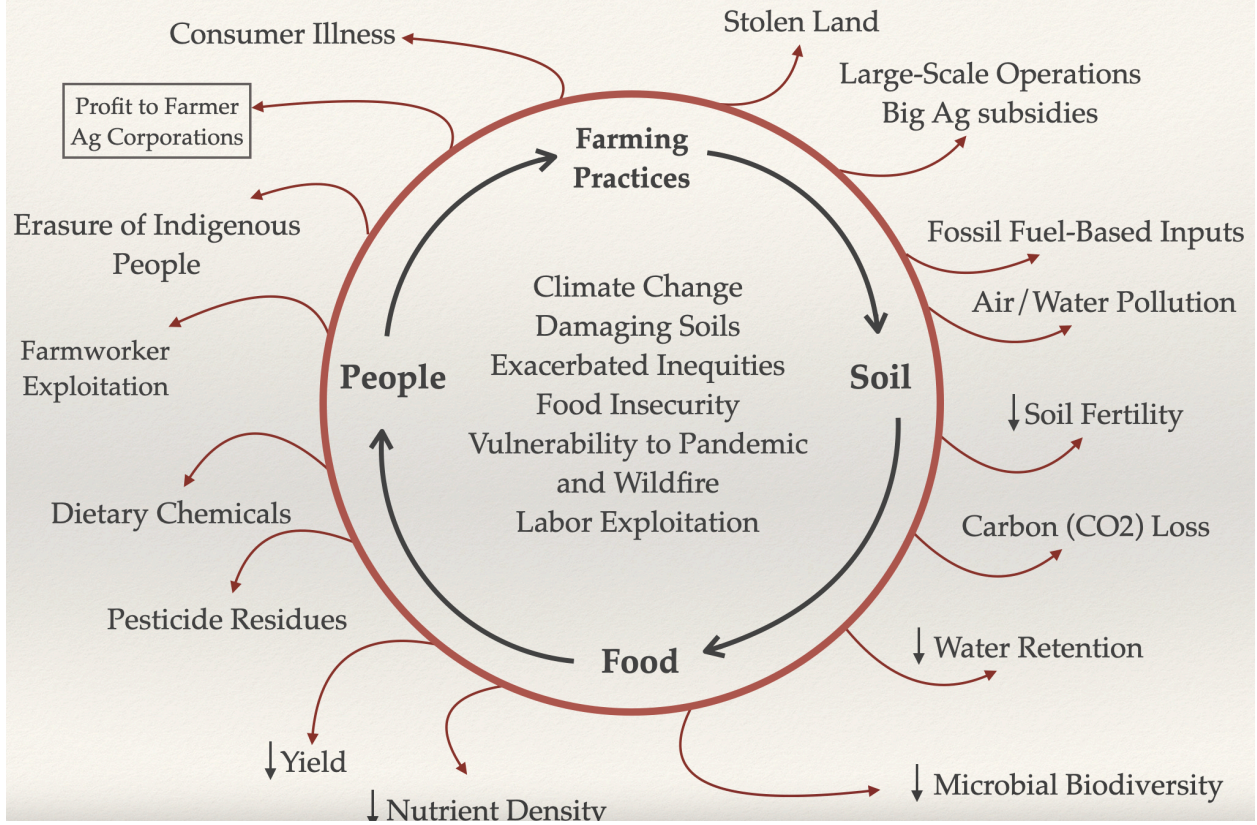 Consumer Illness
Stolen Land
Large-Scale Operations
Big Ag subsidies
Profit to Farmer
Ag Corporations
Farming
Practices
Erasure of Indigenous
People
Fossil Fuel-Based Inputs
Air/Water Pollution
Climate Change
Damaging Soils
Exacerbated Inequities
Food Insecurity
Vulnerability to Pandemic
and Wildfire
Labor Exploitation
Farmworker
Exploitation
People
Soil
↓ Soil Fertility
Dietary Chemicals
Carbon (CO2) Loss
Pesticide Residues
Food
↓ Water Retention
↓ Yield
↓ Microbial Biodiversity
↓ Nutrient Density